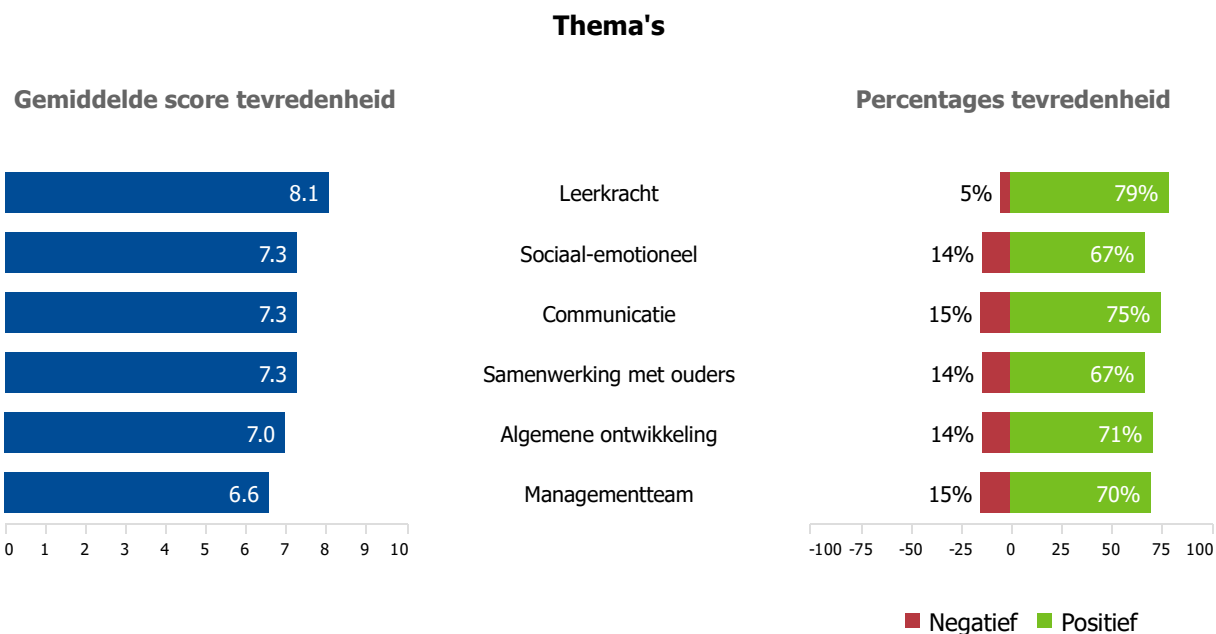 Thema's
Gemiddelde score tevredenheid
Percentages tevredenheid
8.1 Leerkracht 5% 79%
7.3 Sociaal-emotioneel 14% 67%
7.3 Communicatie 15% 75%
7.3 Samenwerking met ouders 14% 67%
7.0 Algemene ontwikkeling 14% 71%
6.6 Managementteam 15% 70%
0 1 2 3 4 5 6 7 8 9 10
-100 -75 -50 -25 0 25 50 75 100
Negatief Positief